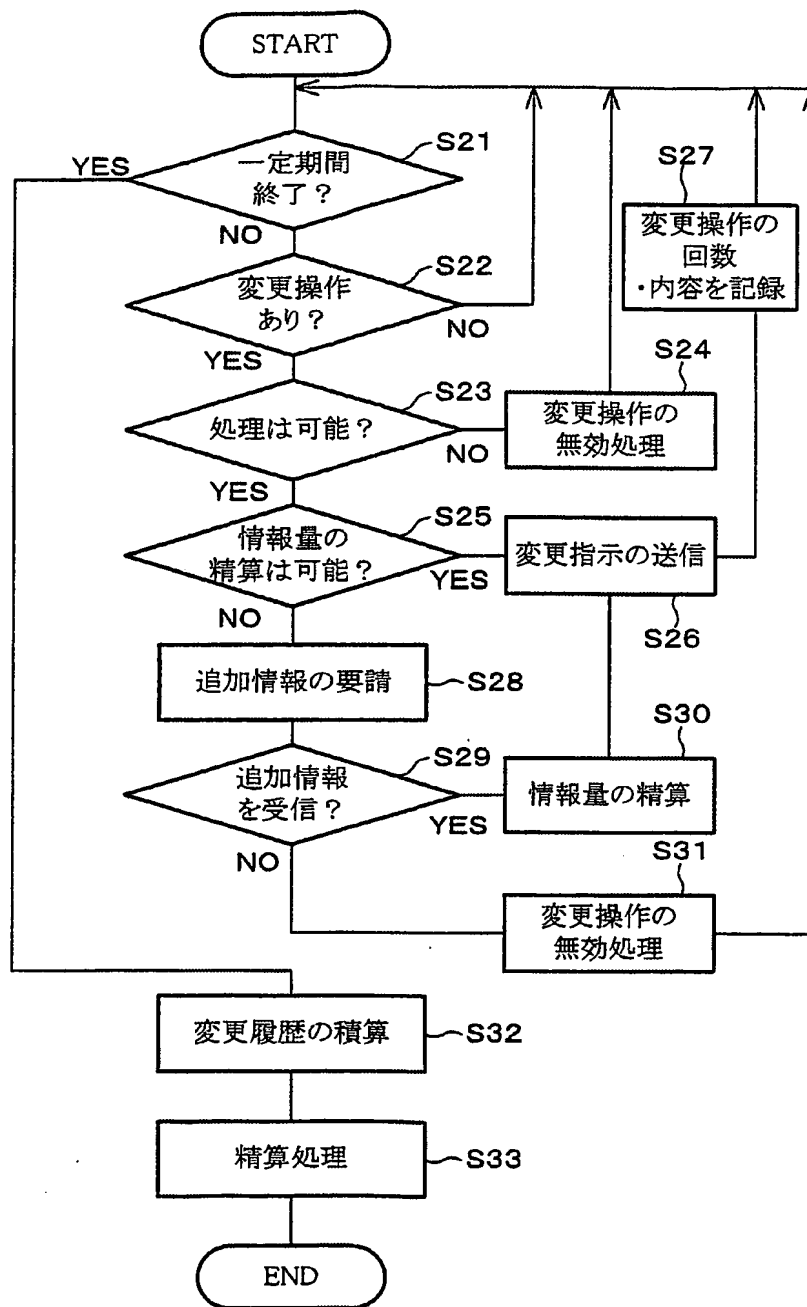 START
YES
一定期間
終了？
S21
NO
変更操作
あり？
S22
NO
YES
S27
変更操作の
回数
・内容を記録
処理は可能？
S23
NO
YES
S24
変更操作の
無効処理
情報量の
精算は可能？
S25
YES
NO
変更指示の送信
S26
追加情報の要請
S28
追加情報
を受信？
S29
YES
NO
S30
情報量の精算
S31
変更操作の
無効処理
変更履歴の積算
S32
精算処理
S33
END